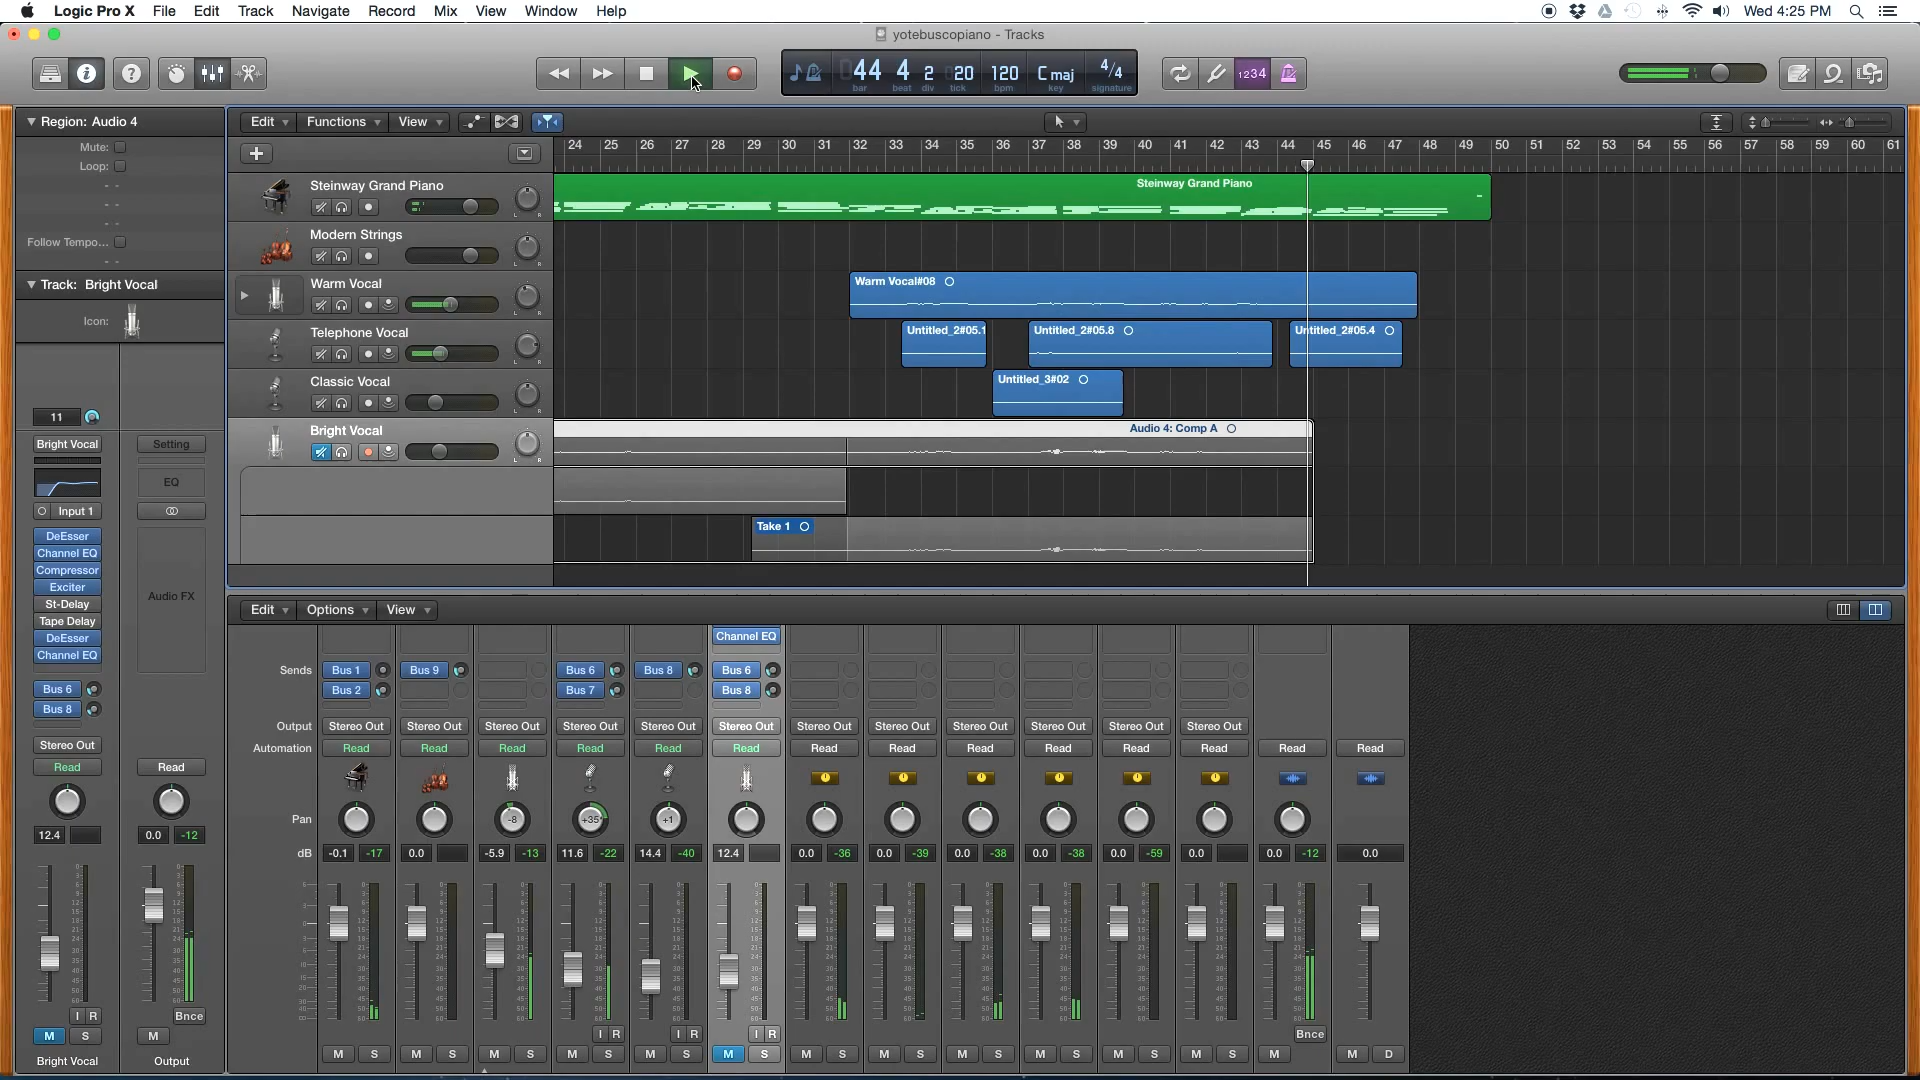 Logic Pro X File Edit Track Navigate Record Mix View Window Help Wed 4:25 PM
yotebuscopiano - Tracks
44 4 2 20 120 C maj 4/4
bar beat div tick bpm key signature
1234
Region: Audio 4
Mute:
Loop:
Follow Tempo...
Track: Bright Vocal
Icon:
Edit Functions View
24 25 26 27 28 29 30 31 32 33 34 35 36 37 38 39 40 41 42 43 44 45 46 47 48 49 50 51 52 53 54 55 56 57 58 59 60 61
Steinway Grand Piano
Steinway Grand Piano
Modern Strings
Warm Vocal
Warm Vocal#08
Telephone Vocal
Untitled_2#05.1 Untitled_2#05.8 Untitled_2#05.4
Classic Vocal
Untitled_3#02
Bright Vocal
Audio 4: Comp A
Take 1
11
Bright Vocal Setting
EQ
Input 1
DeEsser
Channel EQ
Compressor
Exciter
St-Delay
Tape Delay
DeEsser
Channel EQ
Audio FX
Bus 6
Bus 8
Stereo Out
Read Read
12.4 0.0 -12
I R Bnce
M S M
Bright Vocal Output
Edit Options View
Channel EQ
Sends Bus 1 Bus 9 Bus 6 Bus 8 Bus 6
Bus 2 Bus 7 Bus 8
Output Stereo Out Stereo Out Stereo Out Stereo Out Stereo Out Stereo Out Stereo Out Stereo Out Stereo Out Stereo Out Stereo Out Stereo Out
Automation Read Read Read Read Read Read Read Read Read Read Read Read Read Read
Pan -8 +35 +1
dB -0.1 -17 0.0 -5.9 -13 11.6 -22 14.4 -40 12.4 0.0 -36 0.0 -39 0.0 -38 0.0 -38 0.0 -59 0.0 0.0 -12 0.0
I R I R I R Bnce
M S M S M S M S M S M S M S M S M S M S M S M S M M D